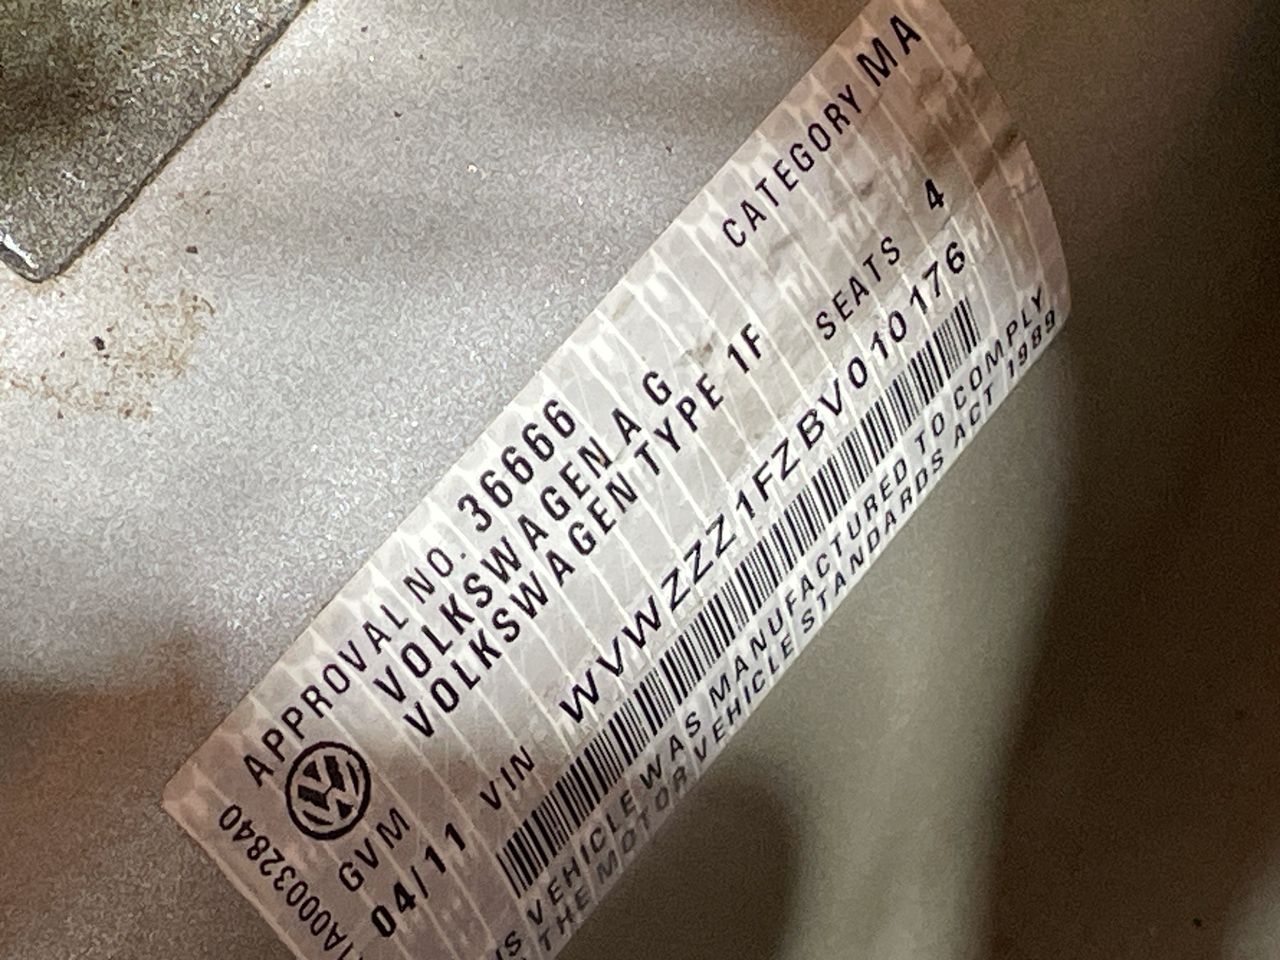 APPROVAL NO. 36666 CATEGORY MA
VOLKSWAGEN A G
VOLKSWAGEN TYPE 1F SEATS 4
GVM
04/11 VIN WVWZZZ1FZBV010176
VEHICLE WAS MANUFACTURED TO COMPLY
THE MOTOR VEHICLE STANDARDS ACT 1989
A000032840